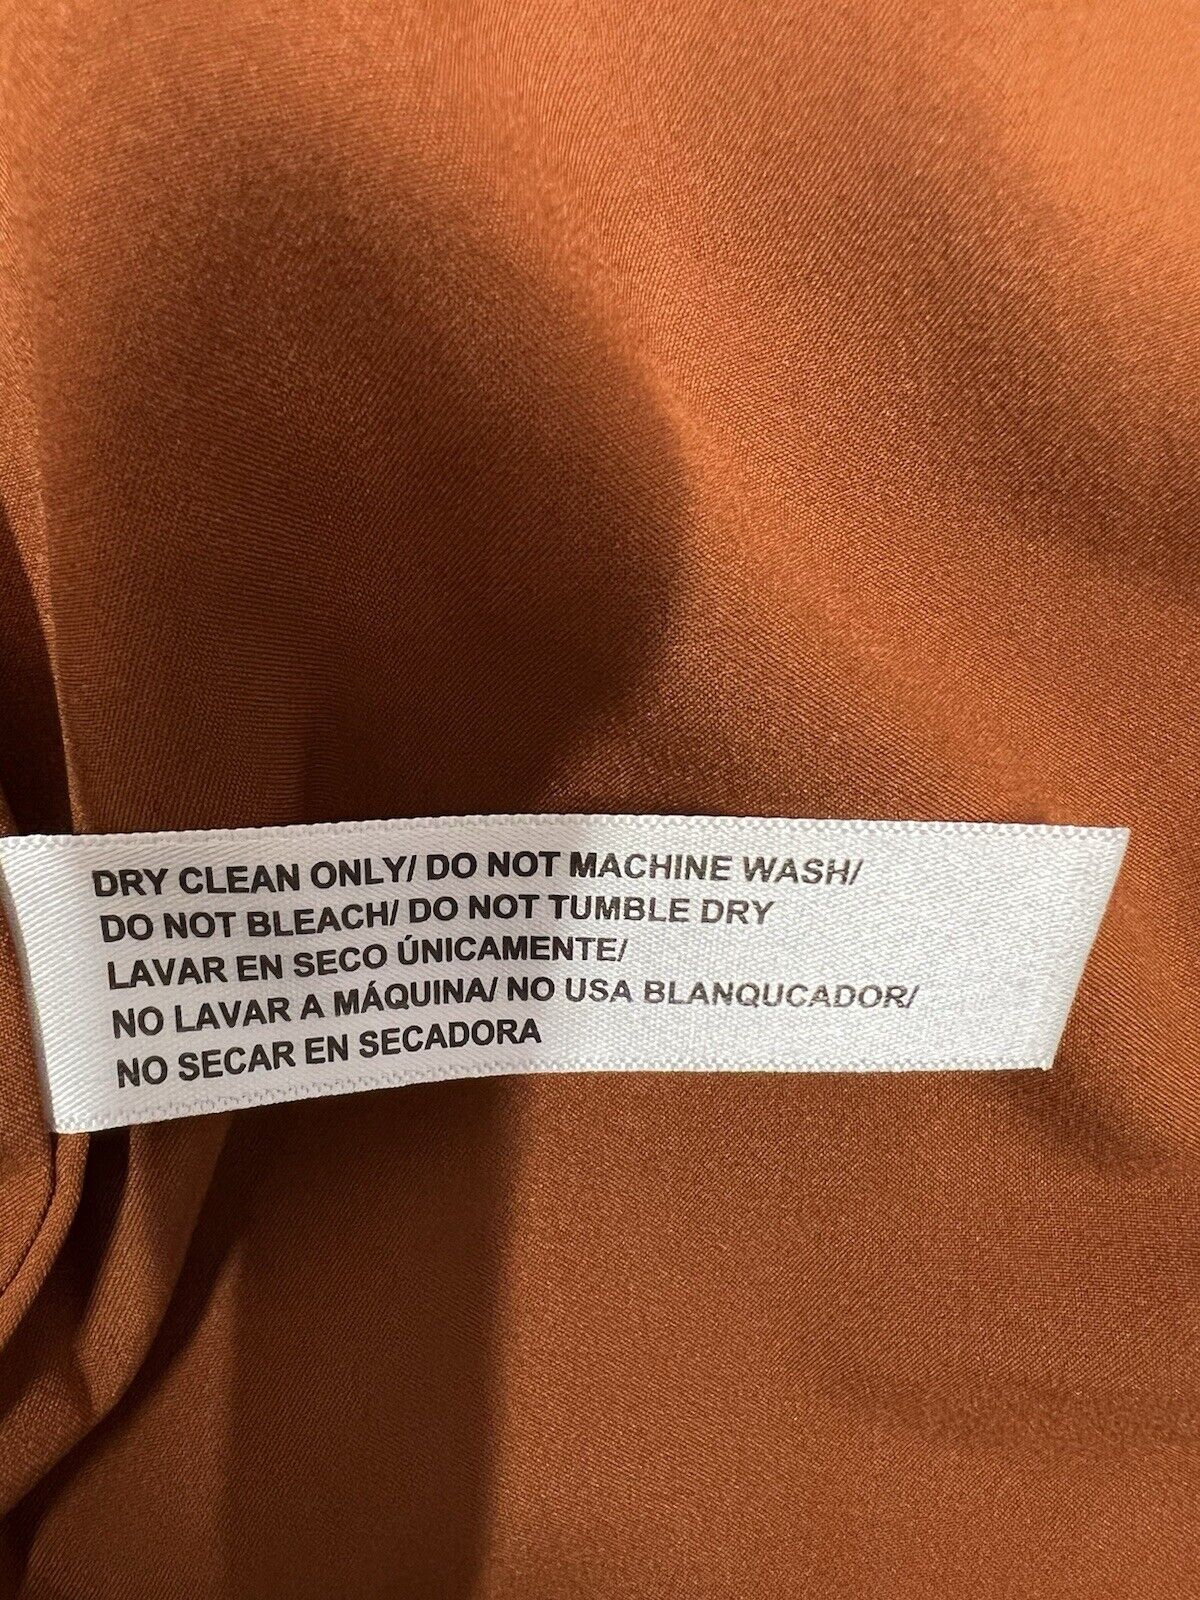 DRY CLEAN ONLY/ DO NOT MACHINE WASH/
DO NOT BLEACH/ DO NOT TUMBLE DRY
LAVAR EN SECO ÚNICAMENTE/
NO LAVAR A MÁQUINA/ NO USA BLANQUCADOR/
NO SECAR EN SECADORA